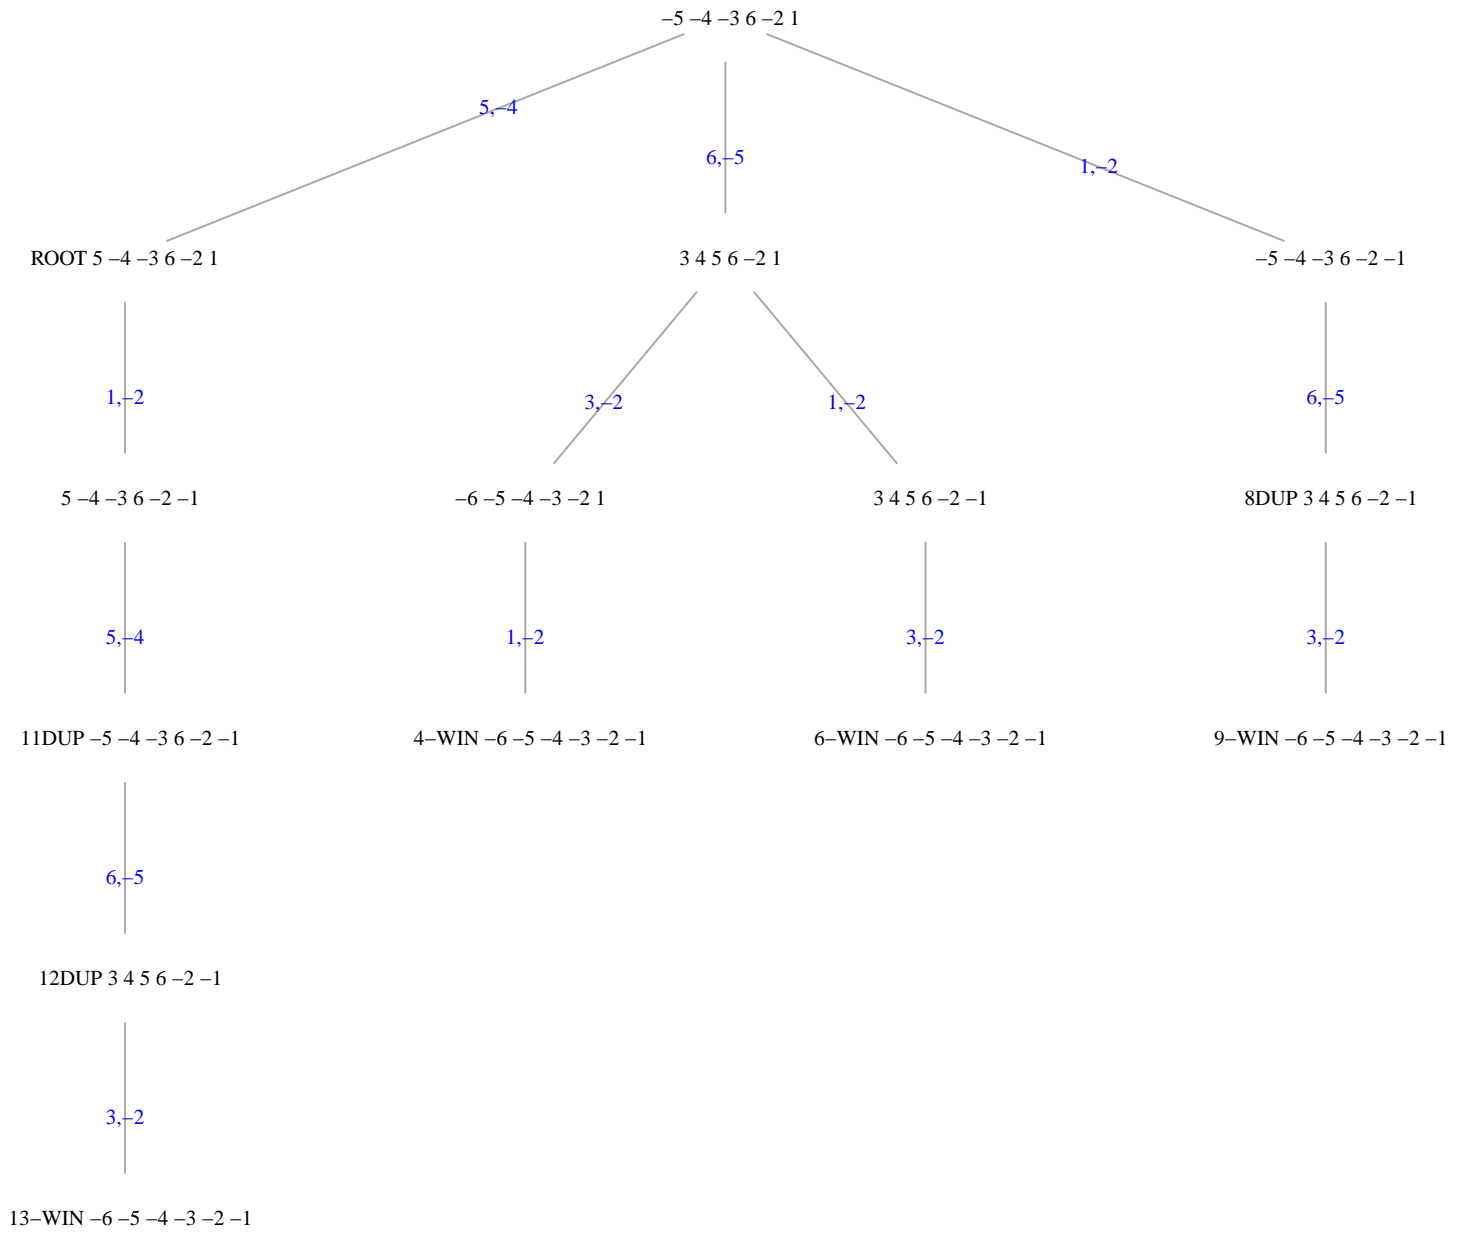 –5 –4 –3 6 –2 1
5,–4
6,–5
1,–2
ROOT 5 –4 –3 6 –2 1
3 4 5 6 –2 1
–5 –4 –3 6 –2 –1
1,–2
3,–2
1,–2
6,–5
5 –4 –3 6 –2 –1
–6 –5 –4 –3 –2 1
3 4 5 6 –2 –1
8DUP 3 4 5 6 –2 –1
5,–4
1,–2
3,–2
3,–2
11DUP –5 –4 –3 6 –2 –1
4–WIN –6 –5 –4 –3 –2 –1
6–WIN –6 –5 –4 –3 –2 –1
9–WIN –6 –5 –4 –3 –2 –1
6,–5
12DUP 3 4 5 6 –2 –1
3,–2
13–WIN –6 –5 –4 –3 –2 –1